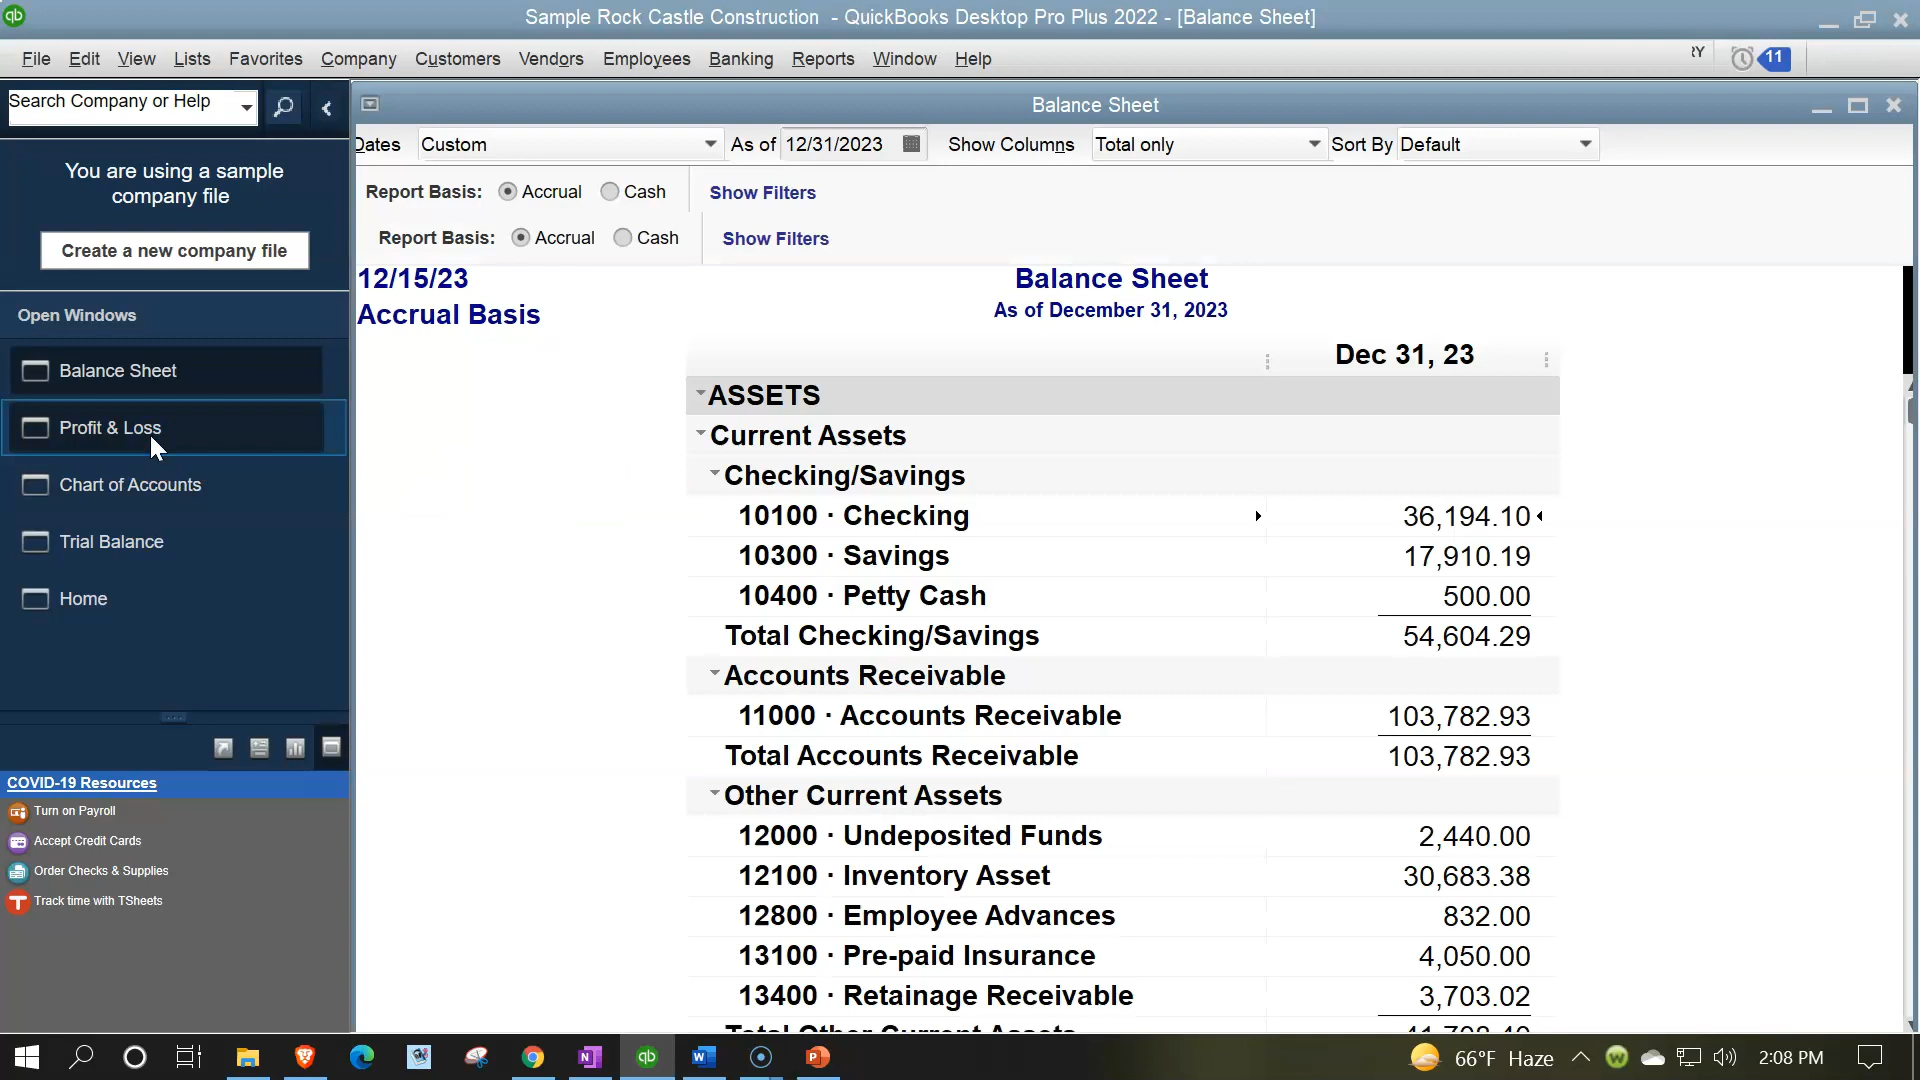 Sample Rock Castle Construction - QuickBooks Desktop Pro Plus 2022 - [Balance Sheet]
File Edit View Lists Favorites Company Customers Vendors Employees Banking Reports Window Help
11
Search Company or Help
Balance Sheet
Dates Custom As of 12/31/2023 Show Columns Total only Sort By Default
You are using a sample
company file
Create a new company file
Report Basis: Accrual Cash Show Filters
Report Basis: Accrual Cash Show Filters
Open Windows
Balance Sheet
Profit & Loss
Chart of Accounts
Trial Balance
Home
COVID-19 Resources
Turn on Payroll
Accept Credit Cards
Order Checks & Supplies
Track time with TSheets
12/15/23
Accrual Basis
Balance Sheet
As of December 31, 2023
Dec 31, 23
ASSETS
Current Assets
Checking/Savings
10100 · Checking 36,194.10
10300 · Savings 17,910.19
10400 · Petty Cash 500.00
Total Checking/Savings 54,604.29
Accounts Receivable
11000 · Accounts Receivable 103,782.93
Total Accounts Receivable 103,782.93
Other Current Assets
12000 · Undeposited Funds 2,440.00
12100 · Inventory Asset 30,683.38
12800 · Employee Advances 832.00
13100 · Pre-paid Insurance 4,050.00
13400 · Retainage Receivable 3,703.02
Total Other Current Assets
66°F Haze 2:08 PM